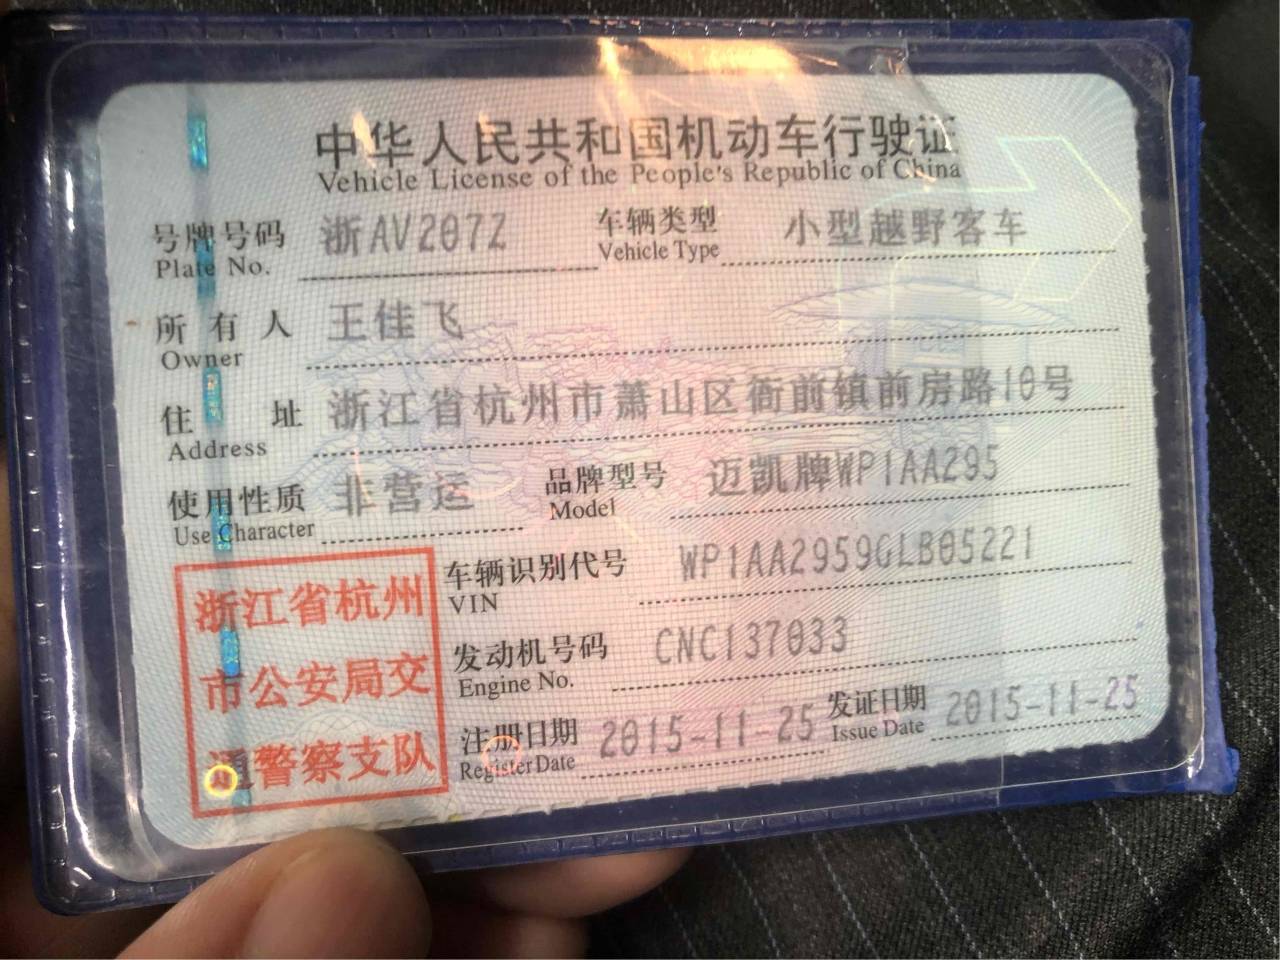 中华人民共和国机动车行驶证
Vehicle License of the People's Republic of China
号牌号码 浙AV207Z 车辆类型 小型越野客车
Plate No. Vehicle Type
所有人 王佳飞
Owner
住址 浙江省杭州市萧山区衙前镇前房路10号
Address
使用性质 非营运 品牌型号 迈凯牌WP1AA295
Use Character Model
车辆识别代号 WP1AA2959GLB05221
VIN
发动机号码 CNC137033
Engine No.
注册日期 2015-11-25 发证日期 2015-11-25
Register Date Issue Date
浙江省杭州
市公安局交
通警察支队